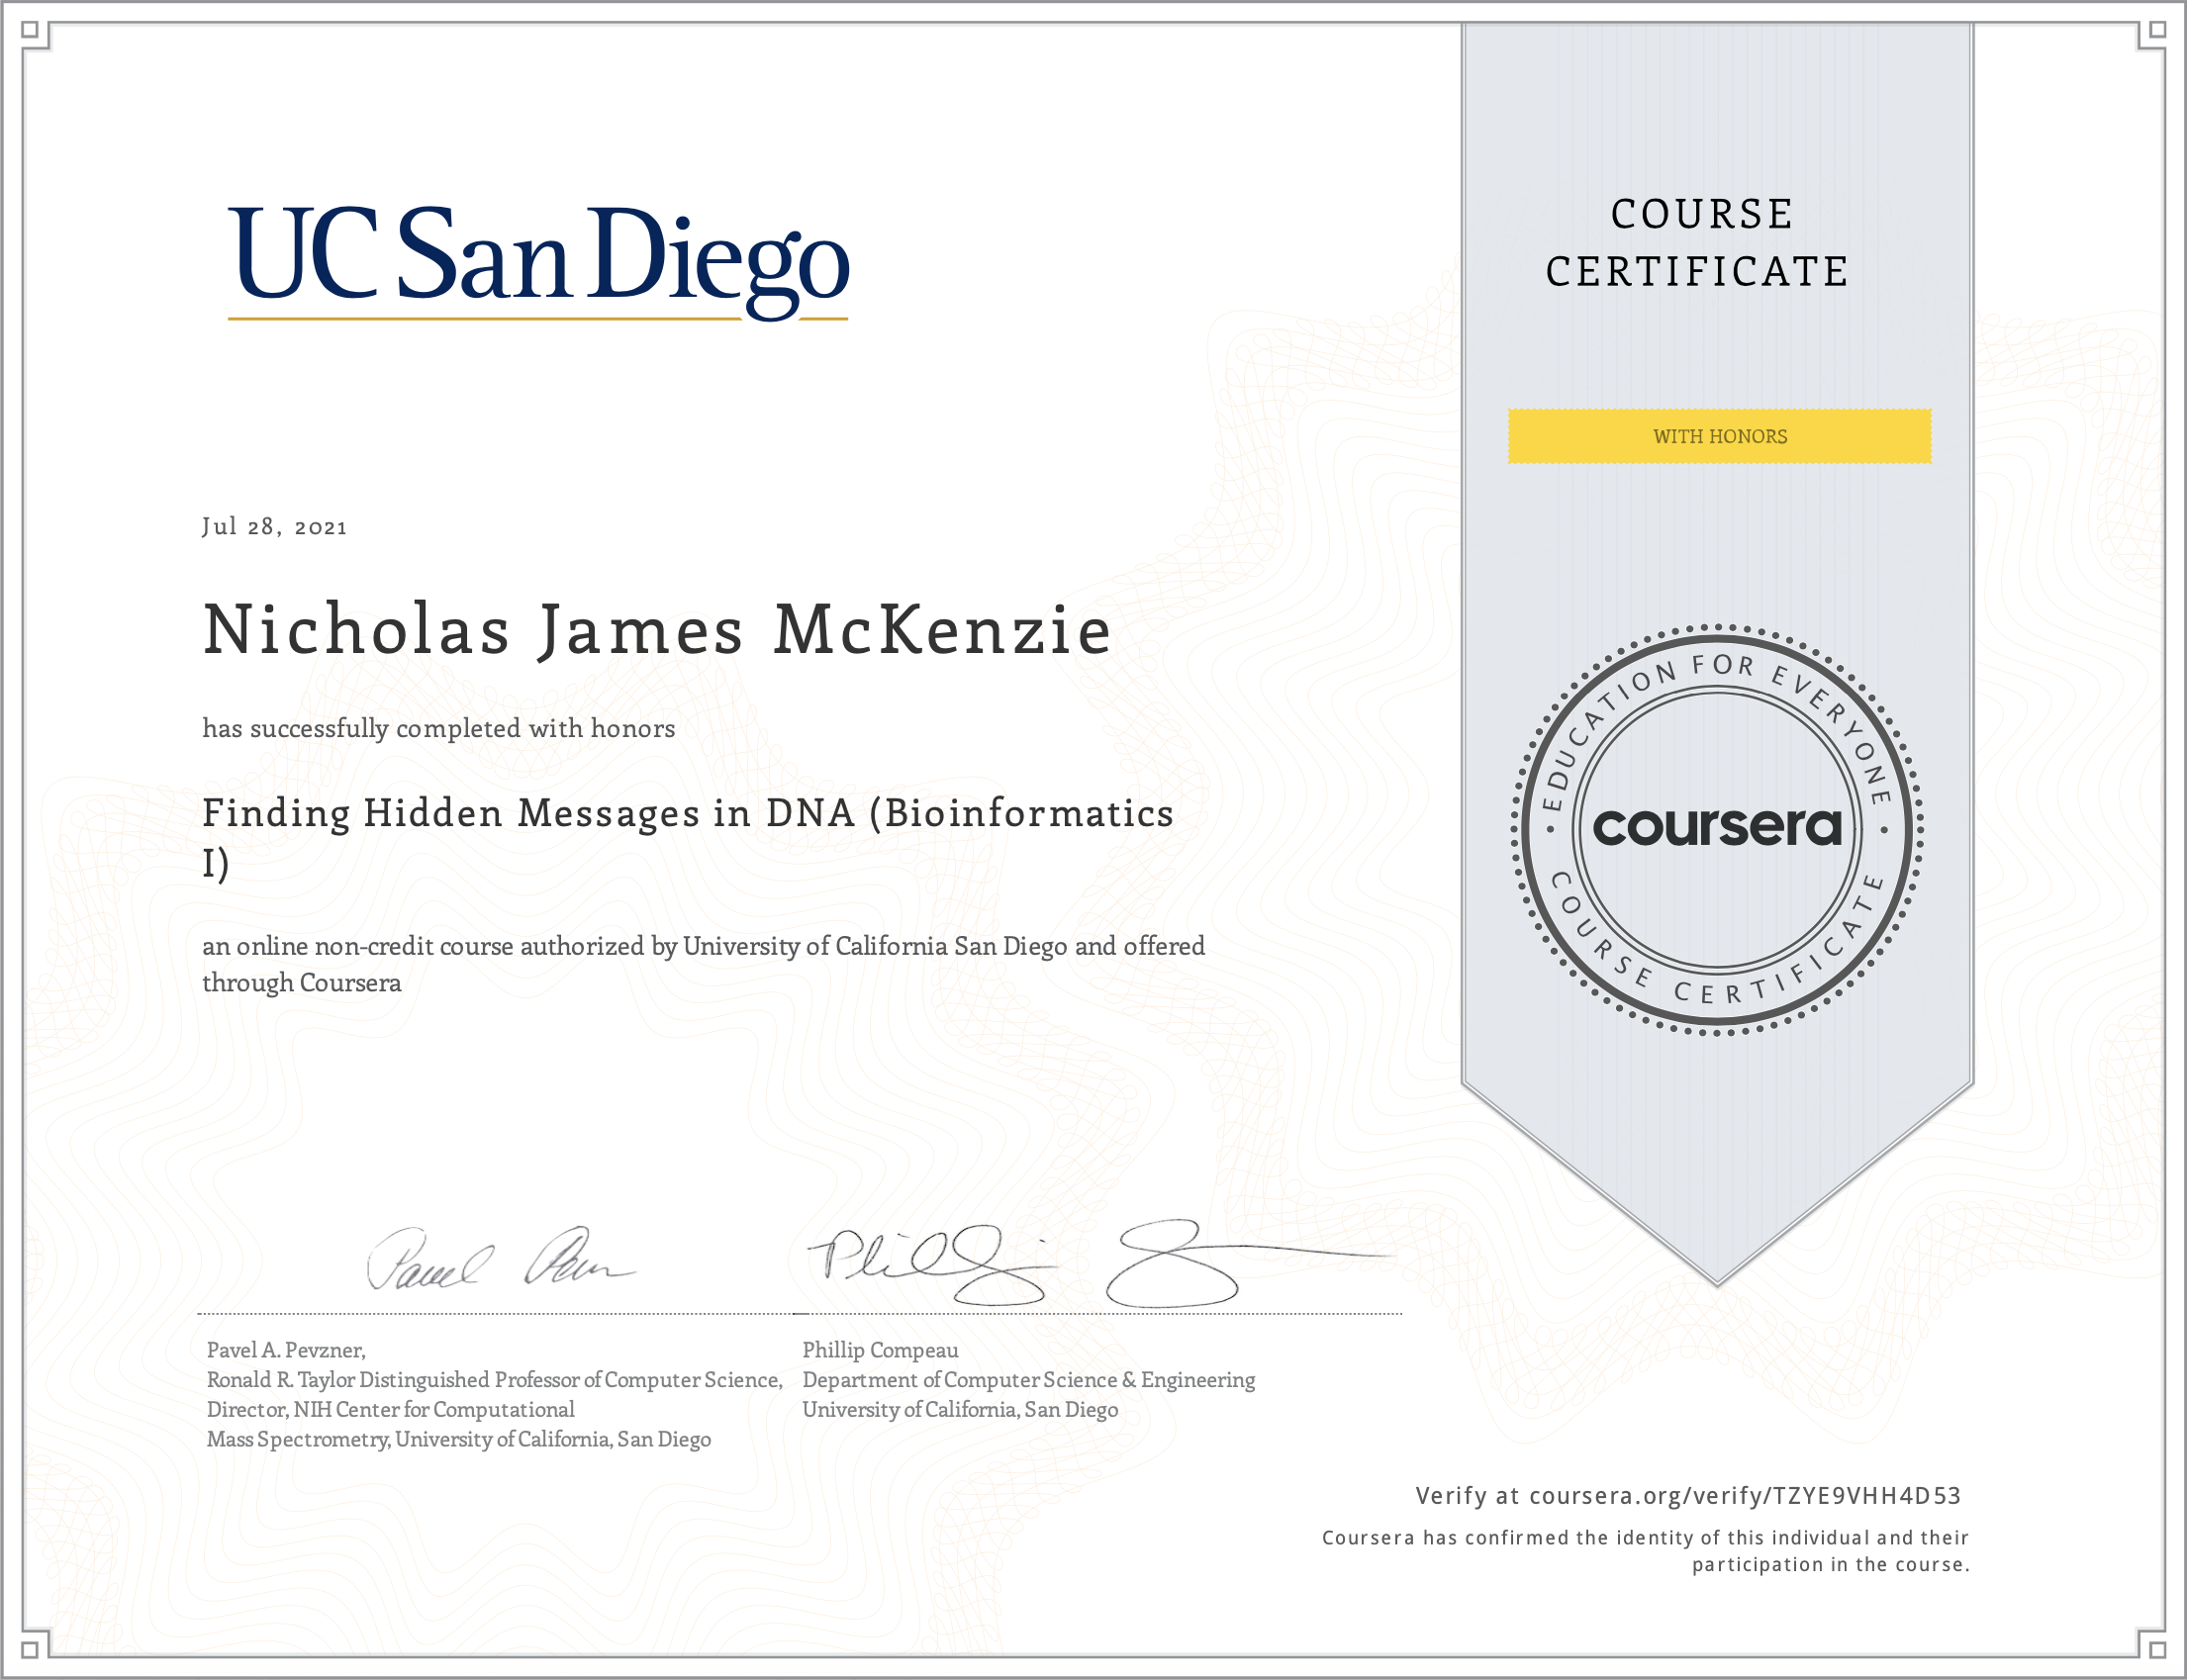 UC San Diego
COURSE
CERTIFICATE
WITH HONORS
Jul 28, 2021
Nicholas James McKenzie
has successfully completed with honors
Finding Hidden Messages in DNA (Bioinformatics
I)
an online non-credit course authorized by University of California San Diego and offered
through Coursera
EDUCATION FOR EVERYONE
coursera
COURSE CERTIFICATE
Pavel A. Pevzner,
Ronald R. Taylor Distinguished Professor of Computer Science,
Director, NIH Center for Computational
Mass Spectrometry, University of California, San Diego
Phillip Compeau
Department of Computer Science & Engineering
University of California, San Diego
Verify at coursera.org/verify/TZYE9VHH4D53
Coursera has confirmed the identity of this individual and their
participation in the course.